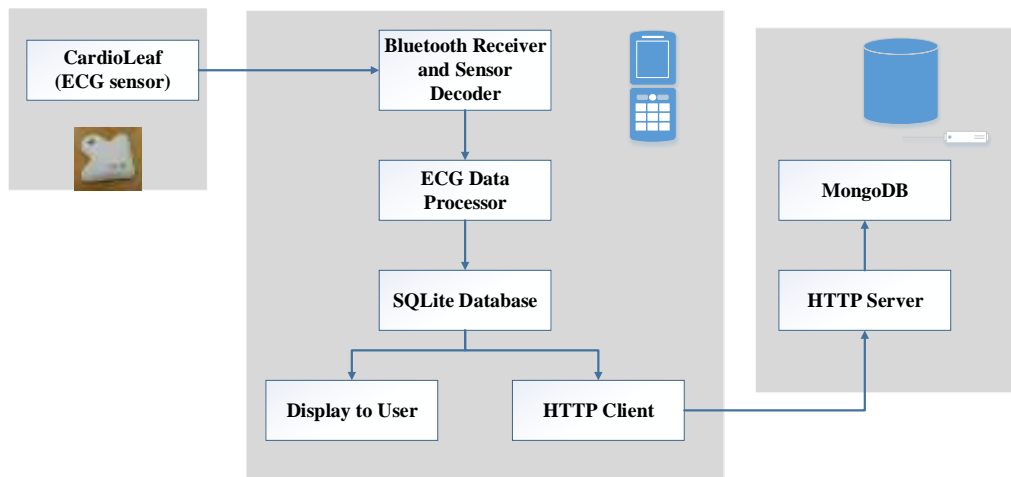 CardioLeaf
(ECG sensor)
Bluetooth Receiver
and Sensor
Decoder
ECG Data
Processor
SQLite Database
Display to User
HTTP Client
MongoDB
HTTP Server